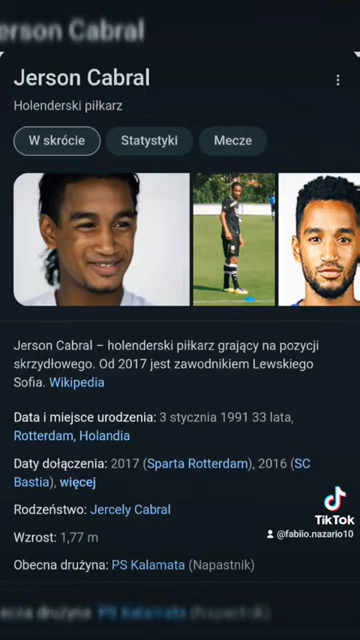 erson Cabral
Jerson Cabral
Holenderski piłkarz
W skrócie
Statystyki
Mecze
Jerson Cabral – holenderski piłkarz grający na pozycji
skrzydłowego. Od 2017 jest zawodnikiem Lewskiego
Sofia. Wikipedia
Data i miejsce urodzenia: 3 stycznia 1991 33 lata,
Rotterdam, Holandia
Daty dołączenia: 2017 (Sparta Rotterdam), 2016 (SC
Bastia), więcej
Rodzeństwo: Jercely Cabral
Wzrost: 1,77 m
Obecna drużyna: PS Kalamata (Napastnik)
TikTok
@fabiio.nazario10
ecna drużyna PS Kalamata (Napastnik)